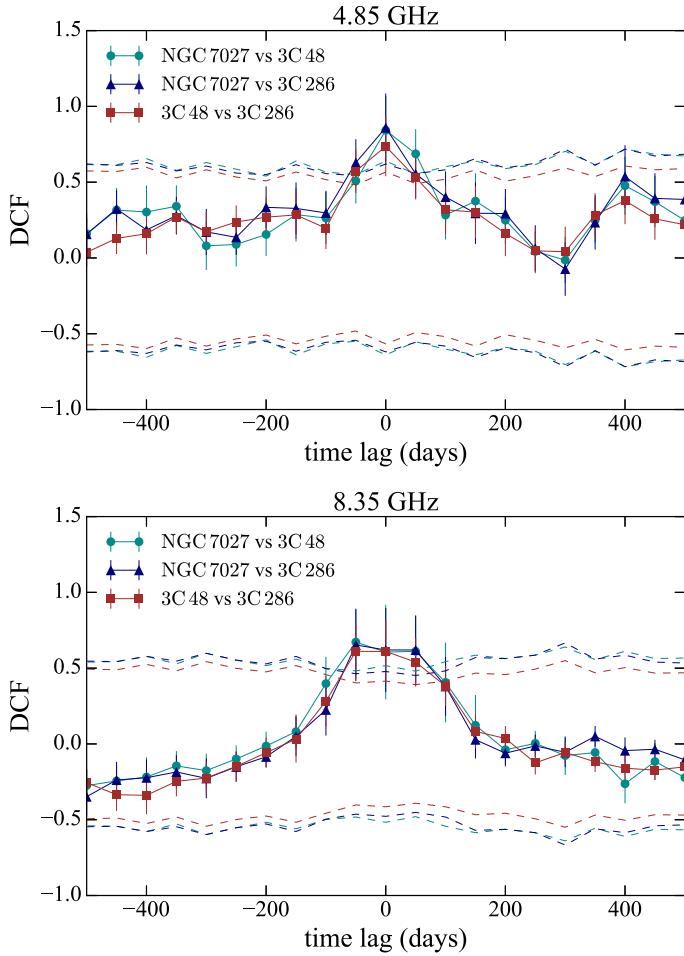 4.85 GHz
1.5
NGC 7027 vs 3C 48
NGC 7027 vs 3C 286
3C 48 vs 3C 286
1.0
0.5
DCF
0.0
−0.5
−1.0
−400 −200 0 200 400
time lag (days)
8.35 GHz
1.5
NGC 7027 vs 3C 48
NGC 7027 vs 3C 286
3C 48 vs 3C 286
1.0
0.5
DCF
0.0
−0.5
−1.0
−400 −200 0 200 400
time lag (days)